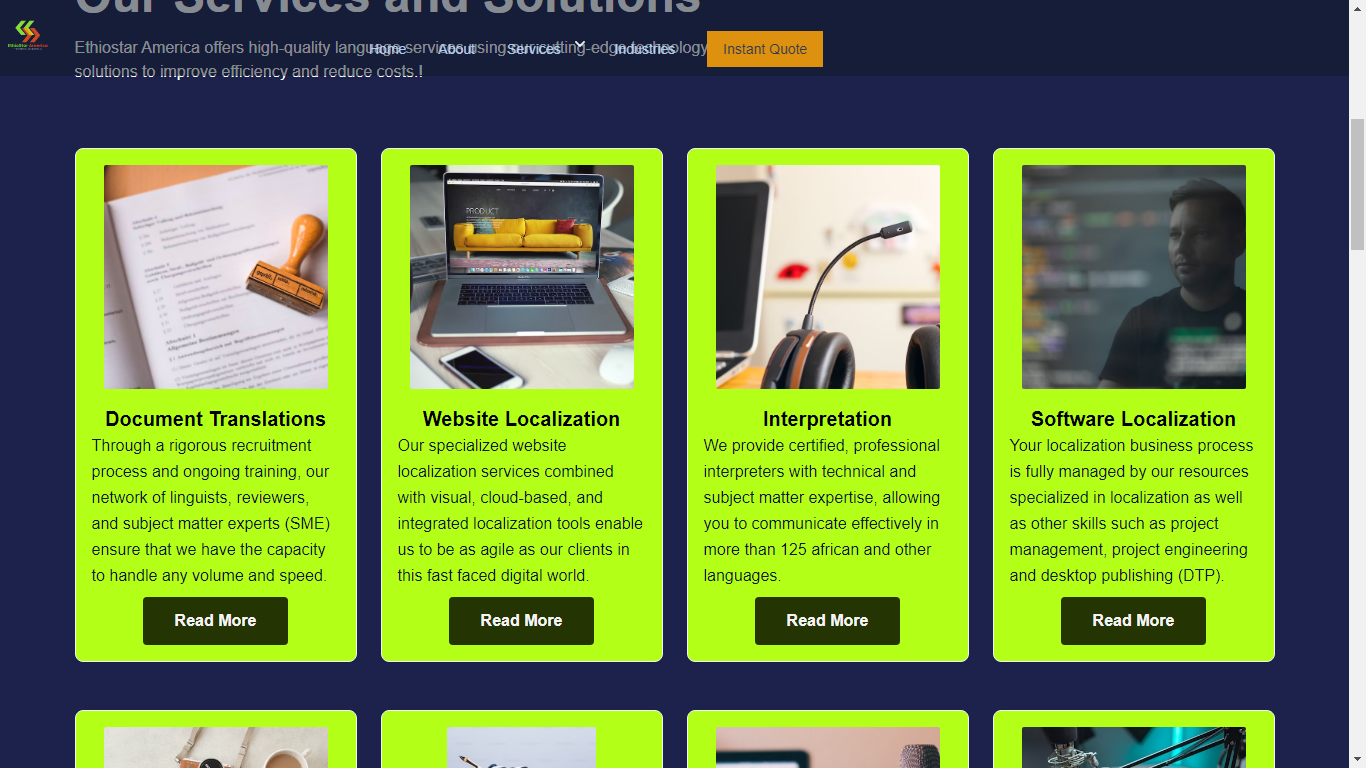 Our Services and Solutions
EthioStar America
Ethiostar America offers high-quality language services using our cutting-edge technology
Home About Services Industries Instant Quote
solutions to improve efficiency and reduce costs.!
PRODUCT
Document Translations
Through a rigorous recruitment
process and ongoing training, our
network of linguists, reviewers,
and subject matter experts (SME)
ensure that we have the capacity
to handle any volume and speed.
Read More
Website Localization
Our specialized website
localization services combined
with visual, cloud-based, and
integrated localization tools enable
us to be as agile as our clients in
this fast faced digital world.
Read More
Interpretation
We provide certified, professional
interpreters with technical and
subject matter expertise, allowing
you to communicate effectively in
more than 125 african and other
languages.
Read More
Software Localization
Your localization business process
is fully managed by our resources
specialized in localization as well
as other skills such as project
management, project engineering
and desktop publishing (DTP).
Read More